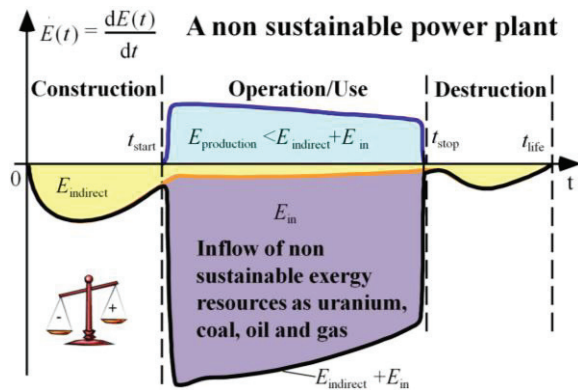 Ė(t) = dE(t)/dt
A non sustainable power plant
Construction
Operation/Use
Destruction
t_start
E_production < E_indirect + E_in
t_stop
t_life
0
t
E_indirect
E_in
Inflow of non
sustainable exergy
resources as uranium,
coal, oil and gas
-
+
E_indirect + E_in